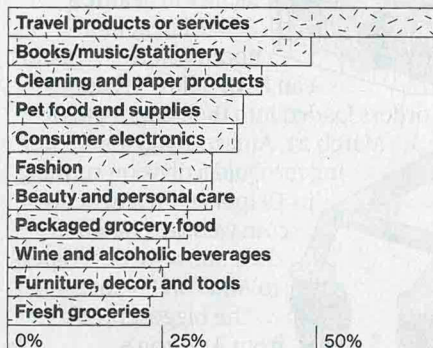 Travel products or services
Books/music/stationery
Cleaning and paper products
Pet food and supplies
Consumer electronics
Fashion
Beauty and personal care
Packaged grocery food
Wine and alcoholic beverages
Furniture, decor, and tools
Fresh groceries
0% 25% 50%